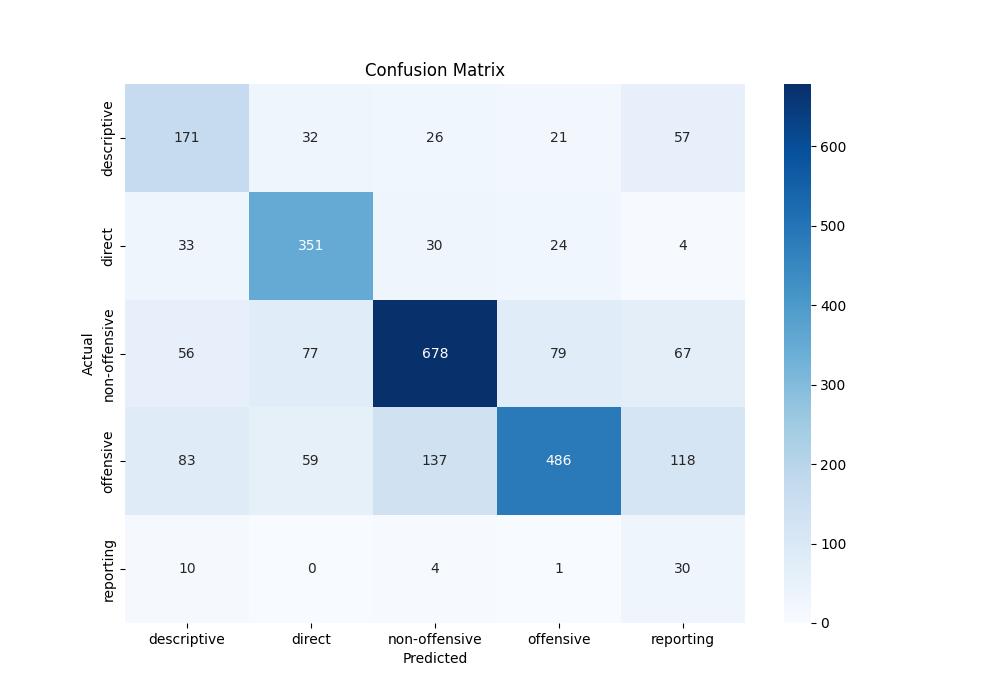 Confusion Matrix
descriptive 171 32 26 21 57
direct 33 351 30 24 4
non-offensive 56 77 678 79 67
offensive 83 59 137 486 118
reporting 10 0 4 1 30
descriptive direct non-offensive offensive reporting
Predicted
Actual
600
500
400
300
200
100
0